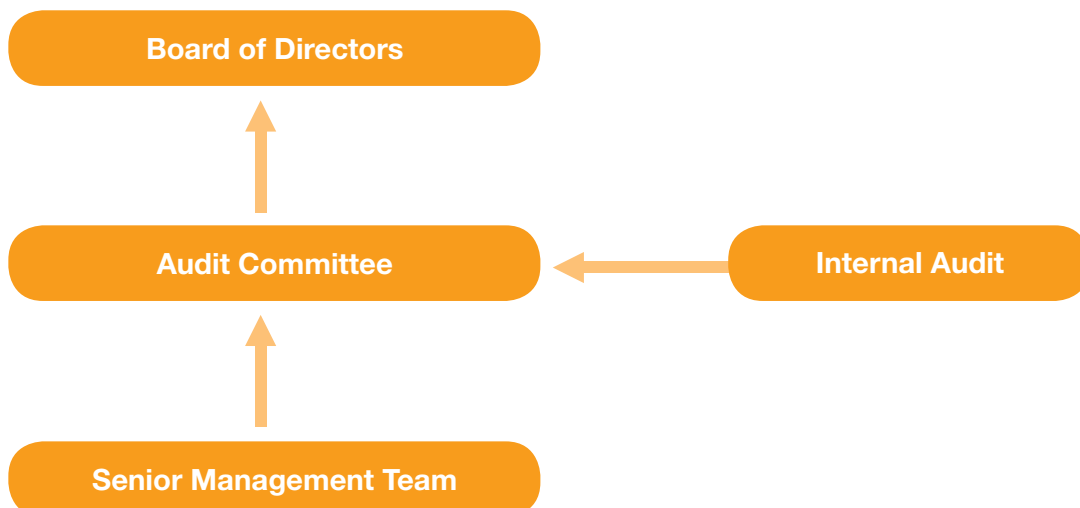 Board of Directors
Audit Committee
Internal Audit
Senior Management Team